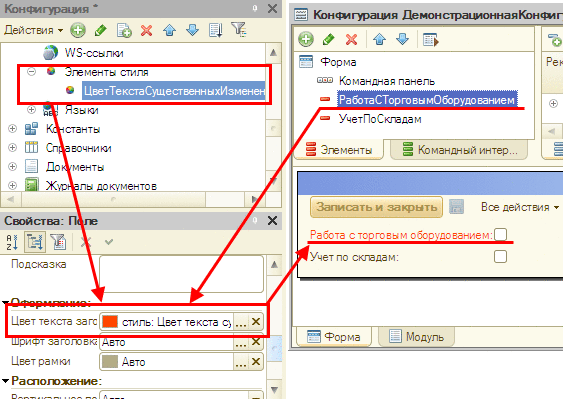 Конфигурация *
Действия
WS-ссылки
Элементы стиля
ЦветТекстаСущественныхИзменен
Языки
Константы
Справочники
Документы
Журналы документов
Свойства: Поле
Подсказка
Оформление:
Цвет текста заго стиль: Цвет текста су ...
Шрифт заголовка Авто ...
Цвет рамки Авто ...
Расположение:
Вертикальное по Авто
Конфигурация ДемонстрационнаяКонфиг
Форма
Командная панель
РаботаСТорговымОборудованием
УчетПоСкладам
Рек
Элементы Командный интер...
Записать и закрыть Все действия
Работа с торговым оборудованием:
Учет по складам:
Форма Модуль